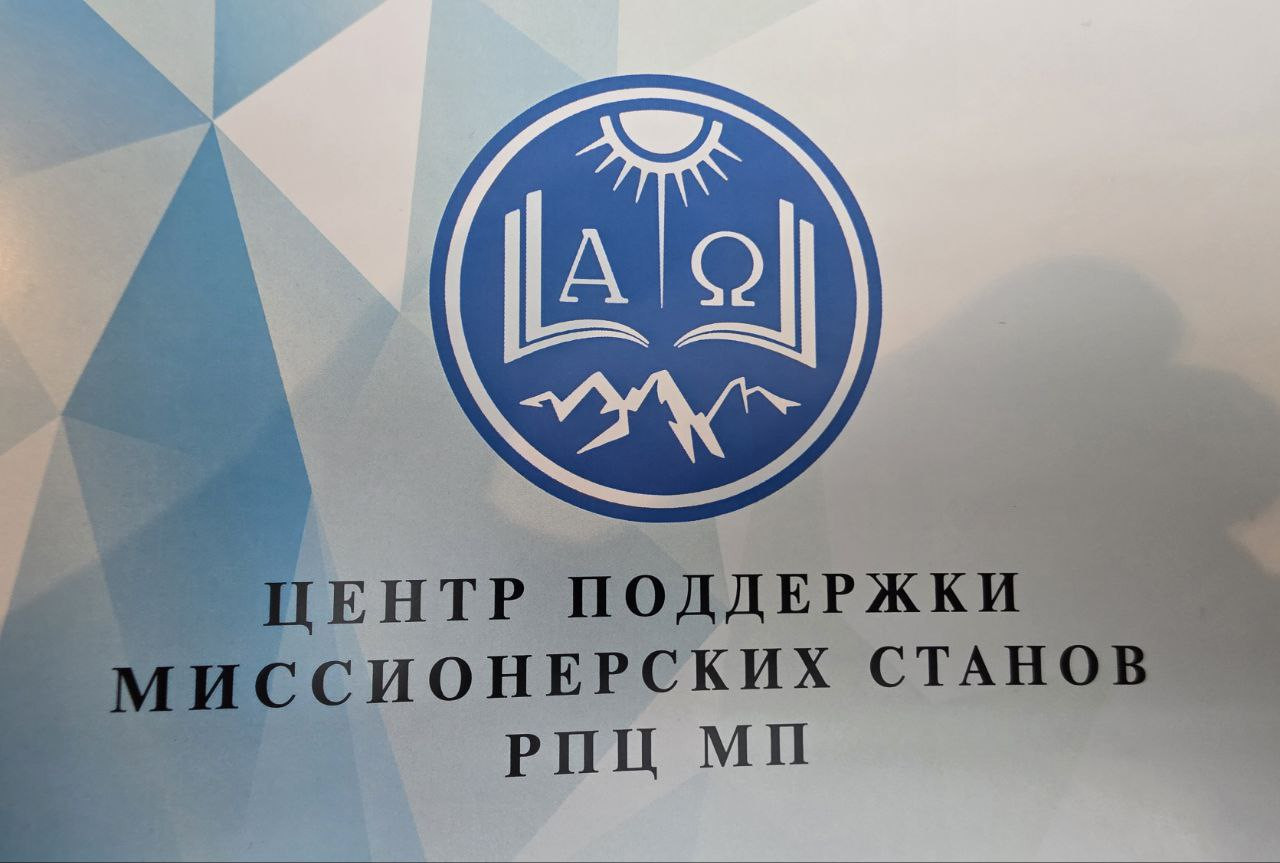 Α Ω
ЦЕНТР ПОДДЕРЖКИ
МИССИОНЕРСКИХ СТАНОВ
РПЦ МП